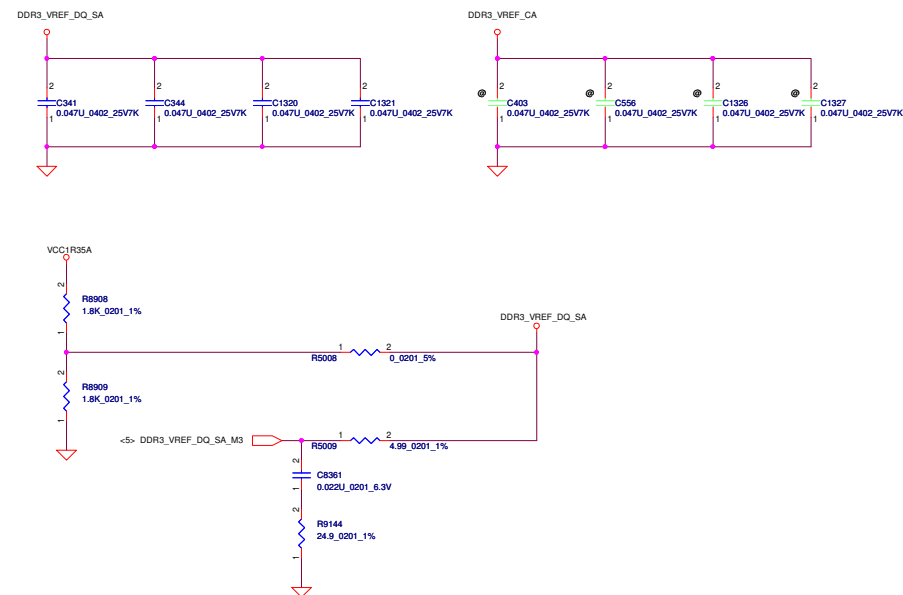 DDR3_VREF_DQ_SA
DDR3_VREF_CA
2
2
2
2
@ 2
@ 2
@ 2
@ 2
C341
C344
C1320
C1321
C403
C556
C1326
C1327
0.047U_0402_25V7K
0.047U_0402_25V7K
0.047U_0402_25V7K
0.047U_0402_25V7K
0.047U_0402_25V7K
0.047U_0402_25V7K
0.047U_0402_25V7K
0.047U_0402_25V7K
1
1
1
1
1
1
1
1
VCC1R35A
2
R8908
1.8K_0201_1%
1
DDR3_VREF_DQ_SA
1
2
R5008
0_0201_5%
2
R8909
1.8K_0201_1%
1
<5> DDR3_VREF_DQ_SA_M3
1
2
R5009
4.99_0201_1%
2
C8361
0.022U_0201_6.3V
1
2
R9144
24.9_0201_1%
1